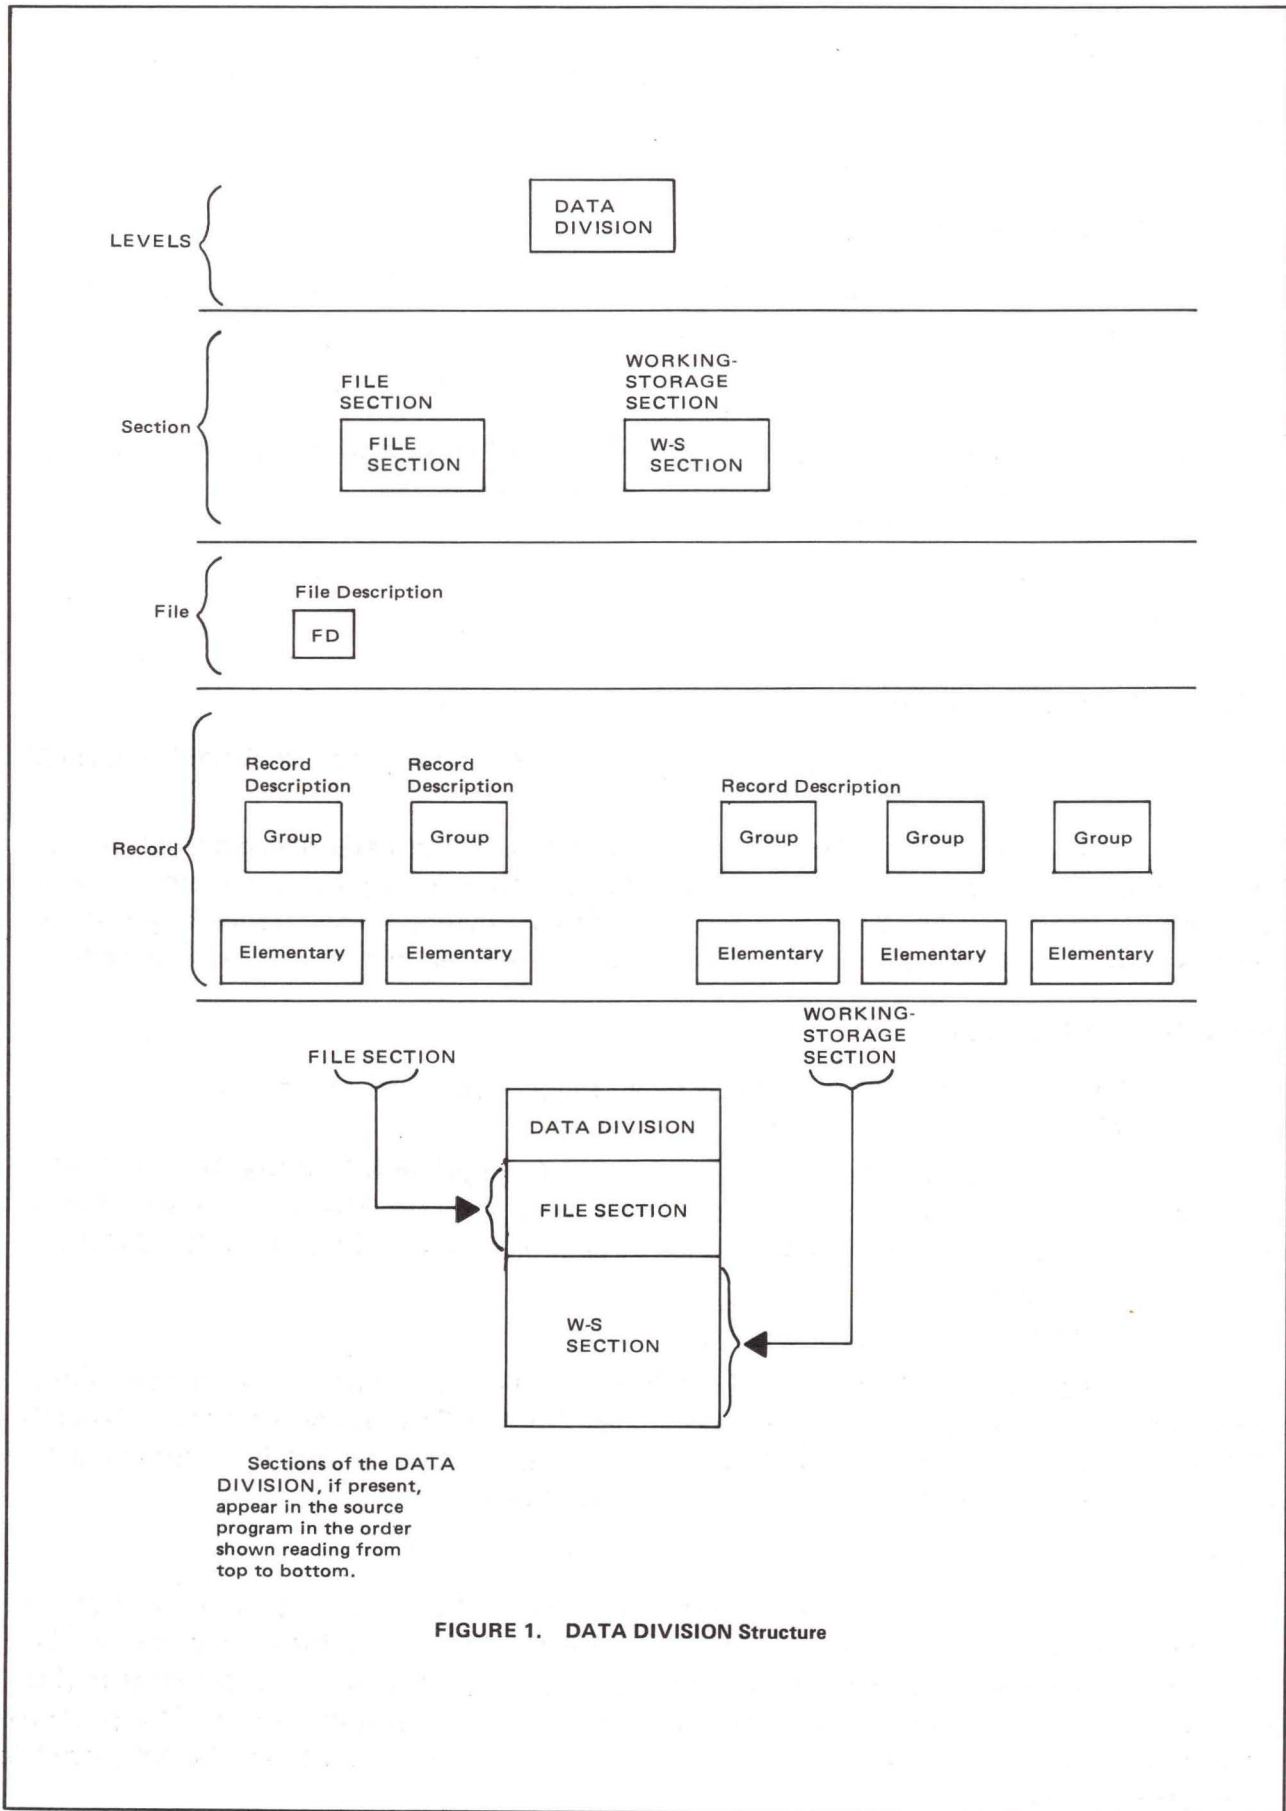 DATA
DIVISION
LEVELS
FILE
SECTION
WORKING-
STORAGE
SECTION
Section
FILE
SECTION
W-S
SECTION
File Description
File
FD
Record
Description
Record
Description
Record Description
Record
Group
Group
Group
Group
Group
Elementary
Elementary
Elementary
Elementary
Elementary
FILE SECTION
WORKING-
STORAGE
SECTION
DATA DIVISION
FILE SECTION
W-S
SECTION
Sections of the DATA
DIVISION, if present,
appear in the source
program in the order
shown reading from
top to bottom.
FIGURE 1. DATA DIVISION Structure